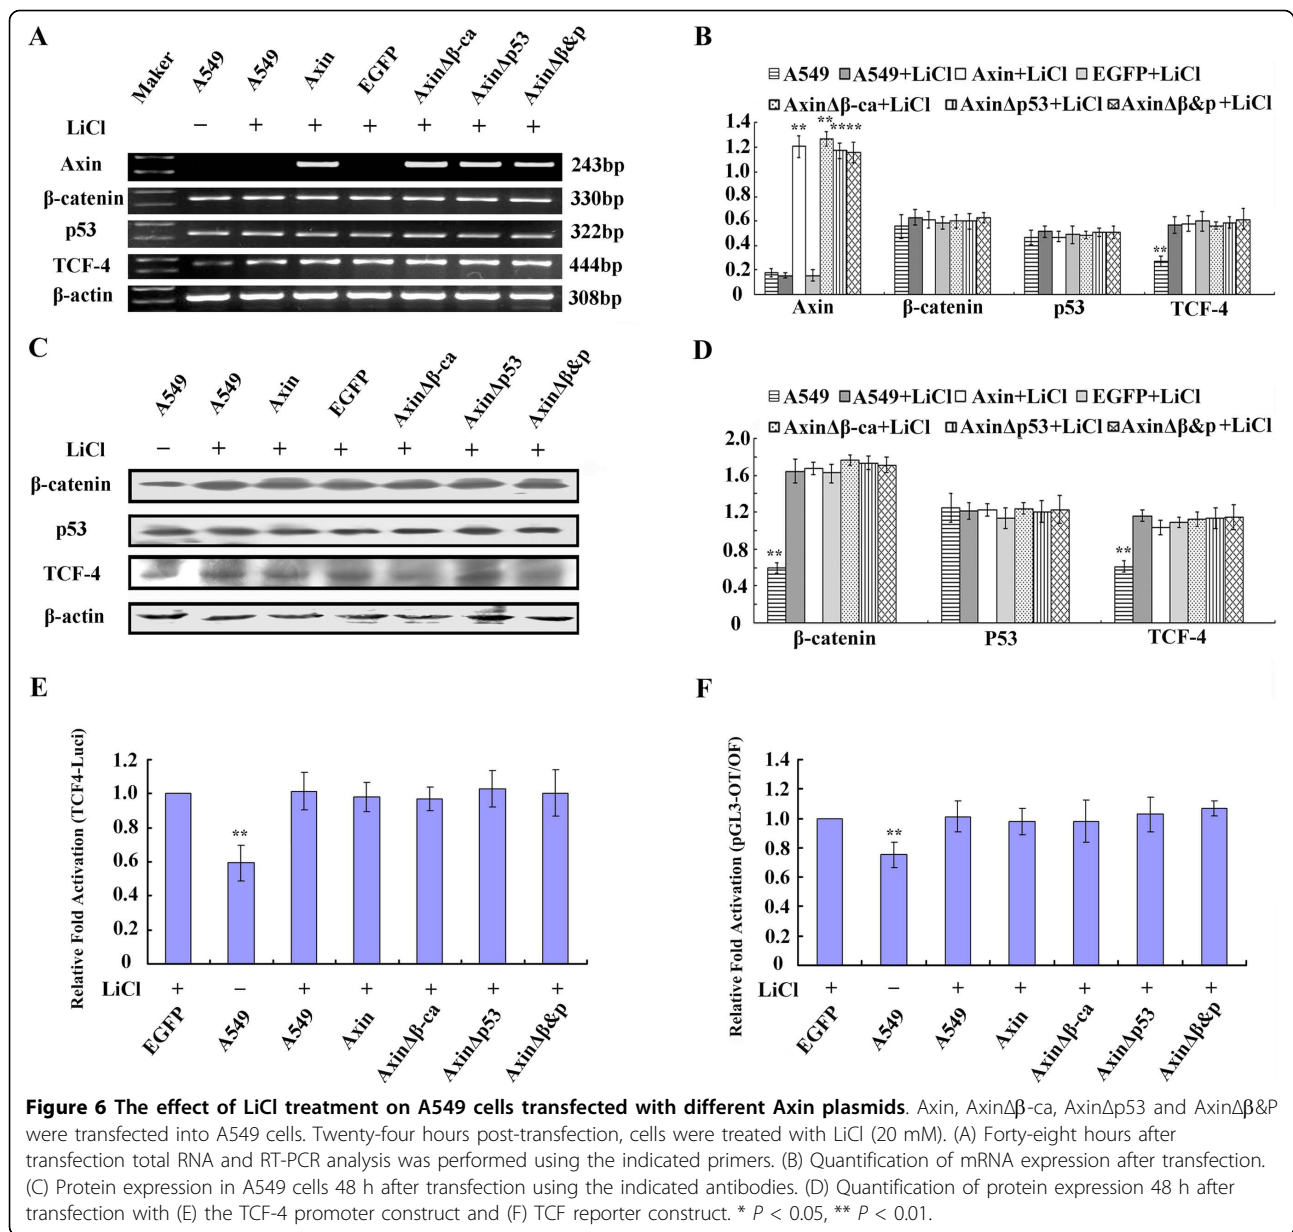 A
Maker A549 A549 Axin EGFP AxinΔβ-ca AxinΔp53 AxinΔβ&p
LiCl − + + + + + +
Axin 243bp
β-catenin 330bp
p53 322bp
TCF-4 444bp
β-actin 308bp
B
A549 A549+LiCl Axin+LiCl EGFP+LiCl
AxinΔβ-ca+LiCl AxinΔp53+LiCl AxinΔβ&p +LiCl
1.4
1.2
1.0
0.8
0.6
0.4
0.2
0
** ** ** ** **
Axin β-catenin p53 TCF-4
C
A549 A549 Axin EGFP AxinΔβ-ca AxinΔp53 AxinΔβ&p
LiCl − + + + + + +
β-catenin
p53
TCF-4
β-actin
D
A549 A549+LiCl Axin+LiCl EGFP+LiCl
AxinΔβ-ca+LiCl AxinΔp53+LiCl AxinΔβ&p +LiCl
2.0
1.6
1.2
0.8
0.4
0
** **
β-catenin P53 TCF-4
E
Relative Fold Activation (TCF4-Luci)
1.2
1.0
0.8
0.6
0.4
0.2
0
**
LiCl + − + + + + +
EGFP A549 A549 Axin AxinΔβ-ca AxinΔp53 AxinΔβ&p
F
Relative Fold Activation (pGL3-OT/OF)
1.4
1.2
1.0
0.8
0.6
0.4
0.2
0
**
LiCl + − + + + + +
EGFP A549 A549 Axin AxinΔβ-ca AxinΔp53 AxinΔβ&p
Figure 6 The effect of LiCl treatment on A549 cells transfected with different Axin plasmids. Axin, AxinΔβ-ca, AxinΔp53 and AxinΔβ&P
were transfected into A549 cells. Twenty-four hours post-transfection, cells were treated with LiCl (20 mM). (A) Forty-eight hours after
transfection total RNA and RT-PCR analysis was performed using the indicated primers. (B) Quantification of mRNA expression after transfection.
(C) Protein expression in A549 cells 48 h after transfection using the indicated antibodies. (D) Quantification of protein expression 48 h after
transfection with (E) the TCF-4 promoter construct and (F) TCF reporter construct. * P < 0.05, ** P < 0.01.